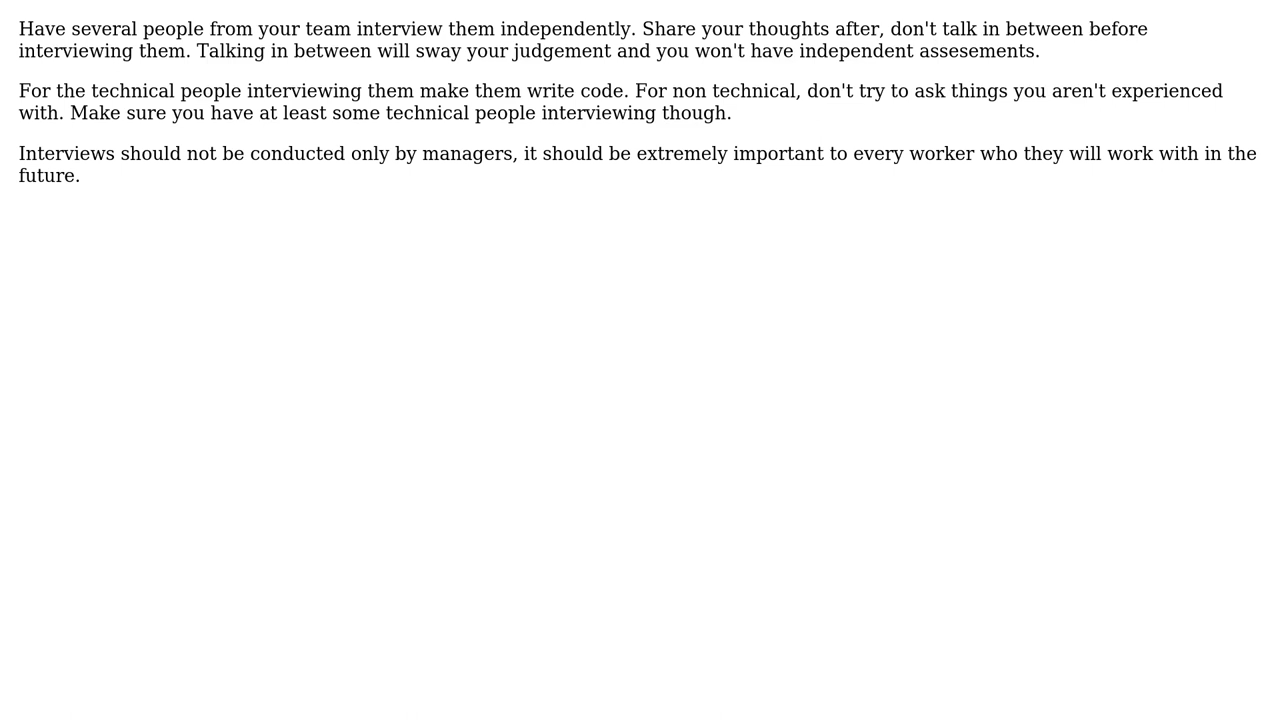 Have several people from your team interview them independently. Share your thoughts after, don't talk in between before
interviewing them. Talking in between will sway your judgement and you won't have independent assesements.
For the technical people interviewing them make them write code. For non technical, don't try to ask things you aren't experienced
with. Make sure you have at least some technical people interviewing though.
Interviews should not be conducted only by managers, it should be extremely important to every worker who they will work with in the
future.